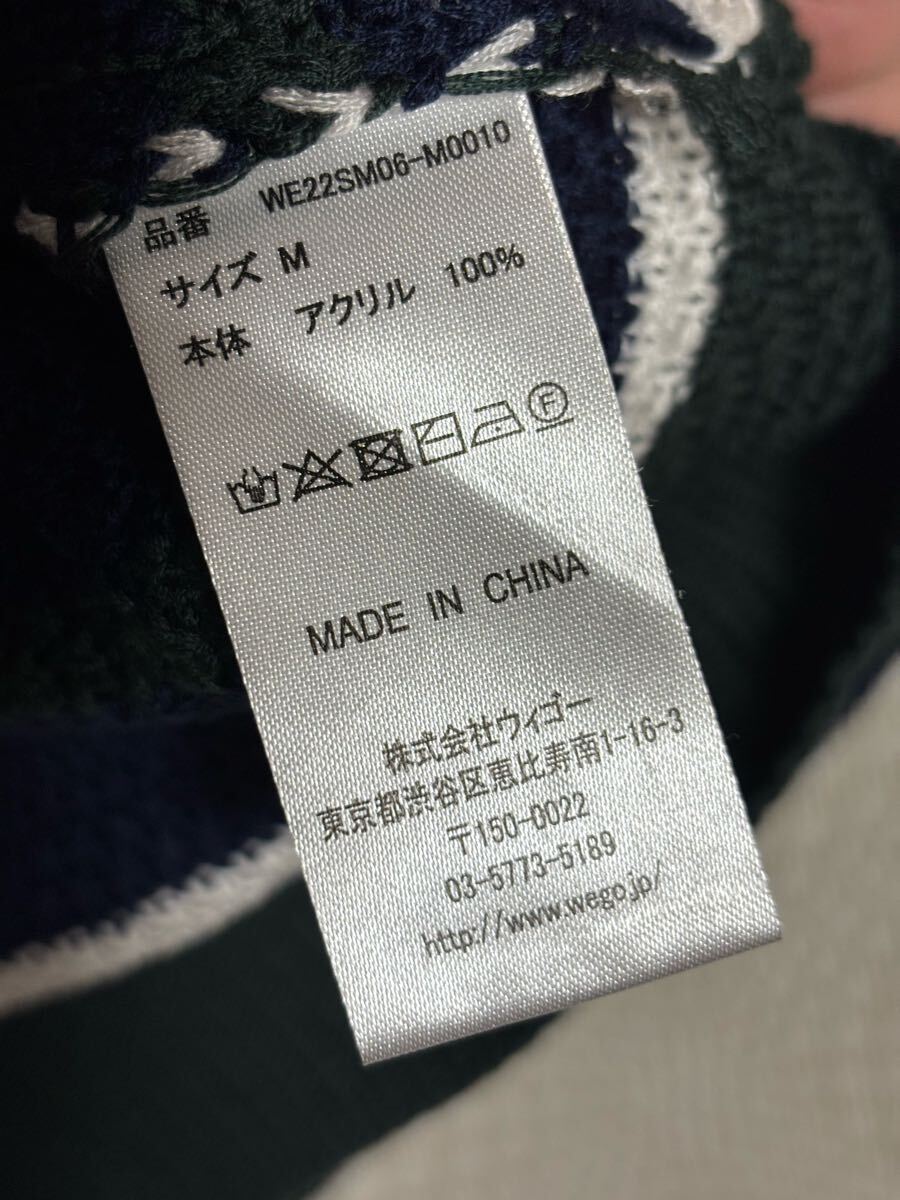 品番 WE22SM06-M0010
サイズ M
本体 アクリル 100%
F
MADE IN CHINA
株式会社ウィゴー
東京都渋谷区恵比寿南1-16-3
〒150-0022
03-5773-5189
http://www.wego.jp/